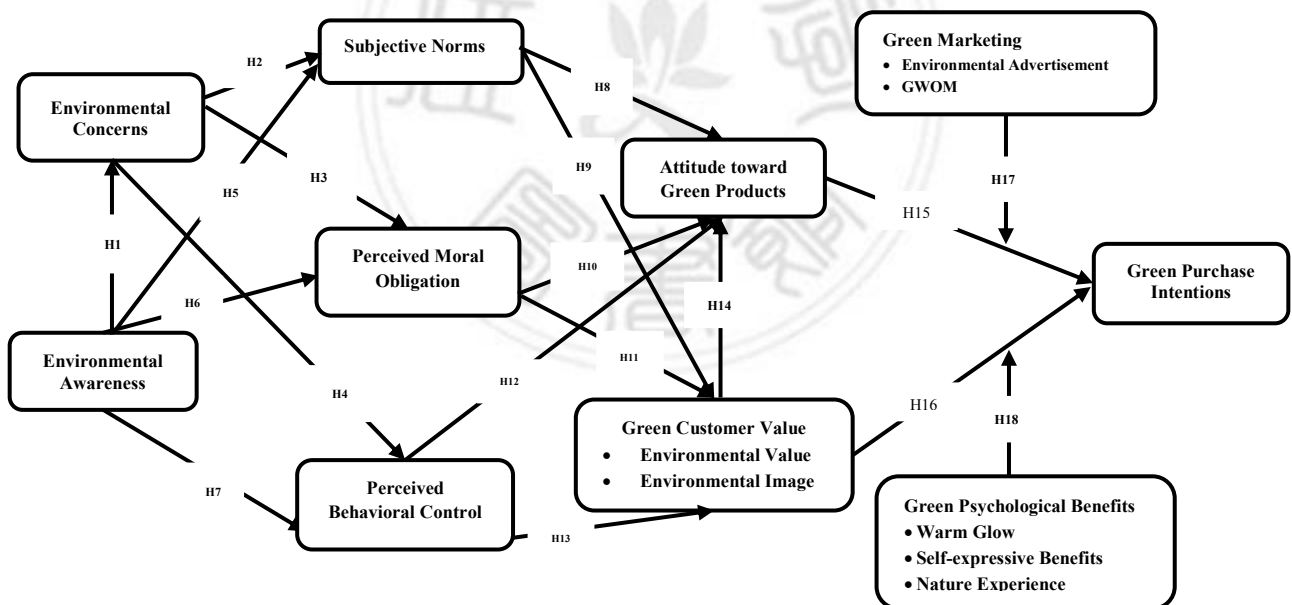 Subjective Norms
Green Marketing
• Environmental Advertisement
• GWOM
H2
H8
Environmental
Concerns
H9
Attitude toward
Green Products
H5
H3
H17
H15
H1
Perceived Moral
Obligation
H10
Green Purchase
Intentions
H6
H14
Environmental
Awareness
H11
H4
H12
H16
H18
Green Customer Value
• Environmental Value
• Environmental Image
Perceived
Behavioral Control
H7
H13
Green Psychological Benefits
• Warm Glow
• Self-expressive Benefits
• Nature Experience